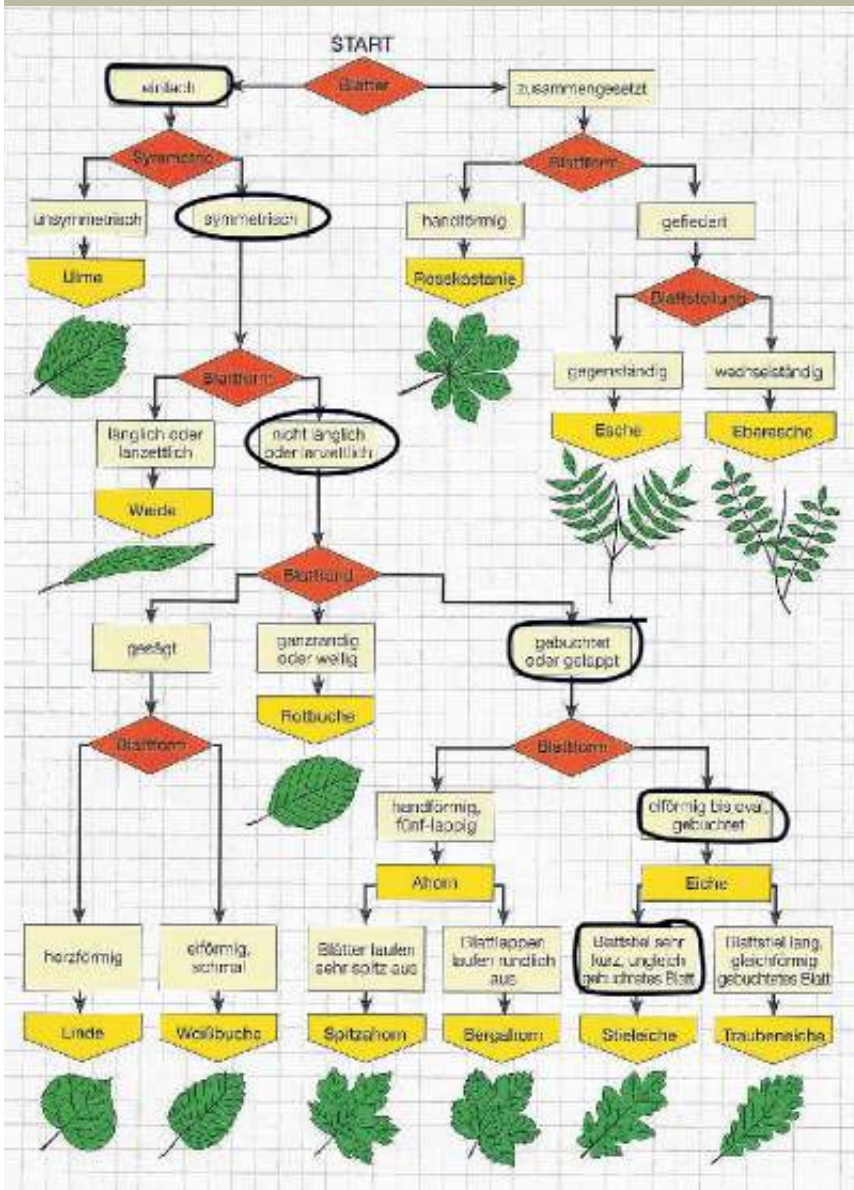 START
einfach
Blätter
zusammengesetzt
Symmetrie
Blattform
unsymmetrisch
symmetrisch
handförmig
gefiedert
Ulme
Rosskastanie
Blattstellung
Blattform
gegenständig
wechselständig
länglich oder
lanzettlich
nicht länglich
oder lanzettlich
Esche
Eberesche
Weide
Blattrand
gesägt
ganzrandig
oder wellig
gebuchtet
oder gelappt
Rotbuche
Blattform
Blattform
handförmig,
fünf-lappig
eiförmig bis oval,
gebuchtet
Ahorn
Eiche
herzförmig
eiförmig,
schmal
Blätter laufen
sehr spitz aus
Blattlappen
laufen rundlich
aus
Blattstiel sehr
kurz, ungleich
gebuchtetes Blatt
Blattstiel lang,
gleichförmig
gebuchtetes Blatt
Linde
Weißbuche
Spitzahorn
Bergahorn
Stieleiche
Traubeneiche